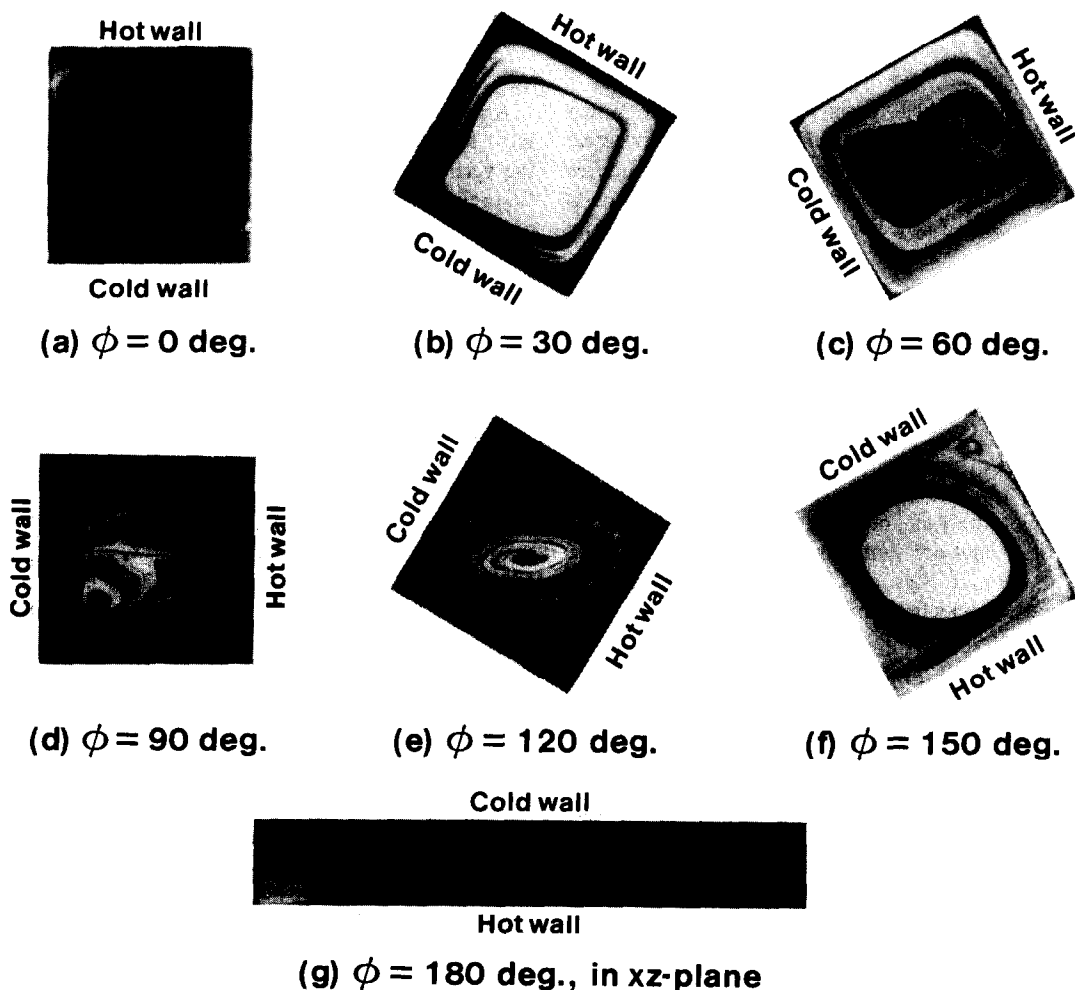 Hot wall
Cold wall
(a) ϕ = 0 deg.
Hot wall
Cold wall
(b) ϕ = 30 deg.
Hot wall
Cold wall
(c) ϕ = 60 deg.
Cold wall
Hot wall
(d) ϕ = 90 deg.
Cold wall
Hot wall
(e) ϕ = 120 deg.
Cold wall
Hot wall
(f) ϕ = 150 deg.
Cold wall
Hot wall
(g) ϕ = 180 deg., in xz-plane